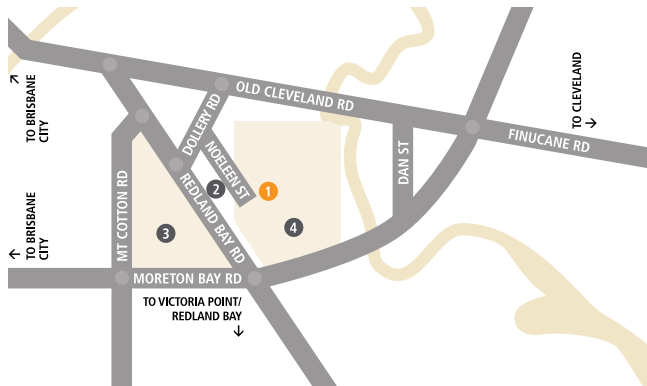 OLD CLEVELAND RD
TO CLEVELAND
TO BRISBANE
CITY
DOLLERY RD
FINUCANE RD
NOELEEN ST
DAN ST
REDLAND BAY RD
2
1
MT COTTON RD
3
4
TO BRISBANE
CITY
MORETON BAY RD
TO VICTORIA POINT/
REDLAND BAY